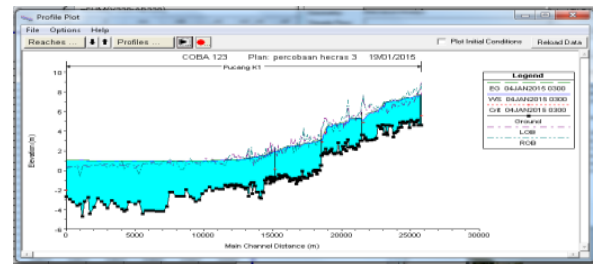 Profile Plot
File Options Help
Reaches ... Profiles ... Plot Initial Conditions Reload Data
COBA 123 Plan: percobaan hecras 3 19/01/2015
Pucang K1
Legend
EG 04JAN2015 0300
WS 04JAN2015 0300
Crit 04JAN2015 0300
Ground
LOB
ROB
Elevation (m)
10
8
6
4
2
0
-2
-4
-6
0 5000 10000 15000 20000 25000 30000
Main Channel Distance (m)